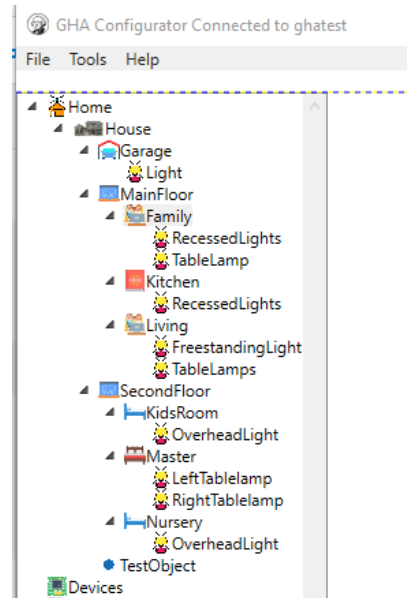 GHA Configurator Connected to ghatest
File Tools Help
Home
House
Garage
Light
MainFloor
Family
RecessedLights
TableLamp
Kitchen
RecessedLights
Living
FreestandingLight
TableLamps
SecondFloor
KidsRoom
OverheadLight
Master
LeftTablelamp
RightTablelamp
Nursery
OverheadLight
TestObject
Devices